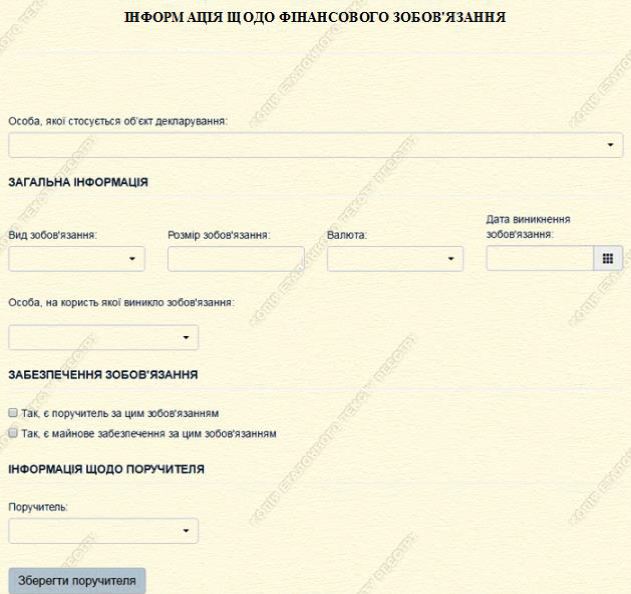 ІНФОРМ АЦІЯ ЩОДО ФІНАНСОВОГО ЗОБОВ'ЯЗАННЯ
Особа, якої стосується об'єкт декларування:
ЗАГАЛЬНА ІНФОРМАЦІЯ
Вид зобов'язання:
Розмір зобов'язання:
Валюта:
Дата виникнення
зобов'язання:
Особа, на користь якої виникло зобов'язання:
ЗАБЕЗПЕЧЕННЯ ЗОБОВ'ЯЗАННЯ
Так, є поручитель за цим зобов'язанням
Так, є майнове забезпечення за цим зобов'язанням
ІНФОРМАЦІЯ ЩОДО ПОРУЧИТЕЛЯ
Поручитель:
Зберегти поручителя